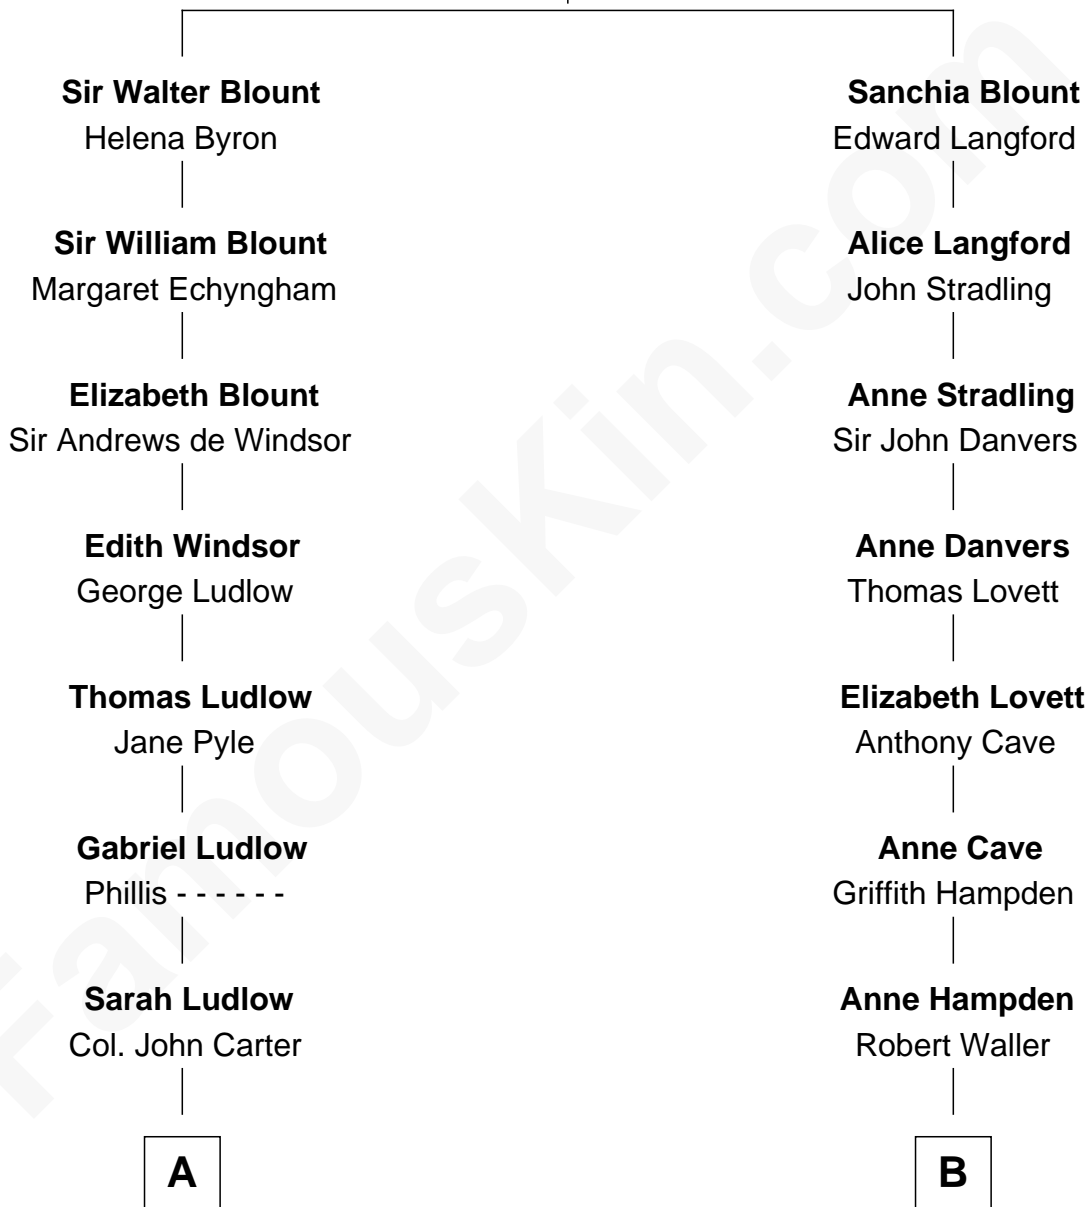 Sir Walter Blount
Helena Byron
Sir William Blount
Margaret Echyngham
Elizabeth Blount
Sir Andrews de Windsor
Edith Windsor
George Ludlow
Thomas Ludlow
Jane Pyle
Gabriel Ludlow
Phillis - - - - - -
Sarah Ludlow
Col. John Carter
A
Sanchia Blount
Edward Langford
Alice Langford
John Stradling
Anne Stradling
Sir John Danvers
Anne Danvers
Thomas Lovett
Elizabeth Lovett
Anthony Cave
Anne Cave
Griffith Hampden
Anne Hampden
Robert Waller
B
FamousKin.com